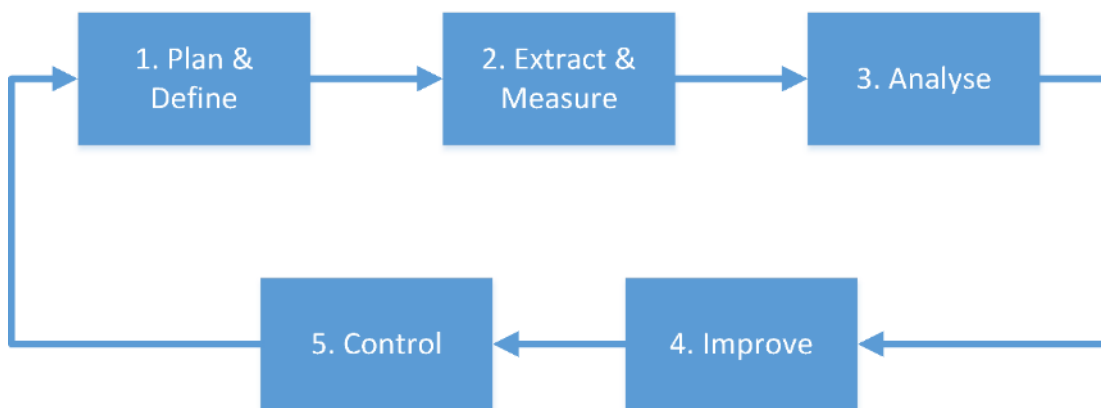 1. Plan &
Define
2. Extract &
Measure
3. Analyse
4. Improve
5. Control